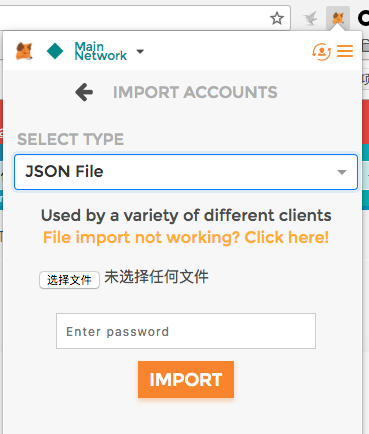 Main
Network
IMPORT ACCOUNTS
SELECT TYPE
JSON File
Used by a variety of different clients
File import not working? Click here!
选择文件 未选择任何文件
Enter password
IMPORT